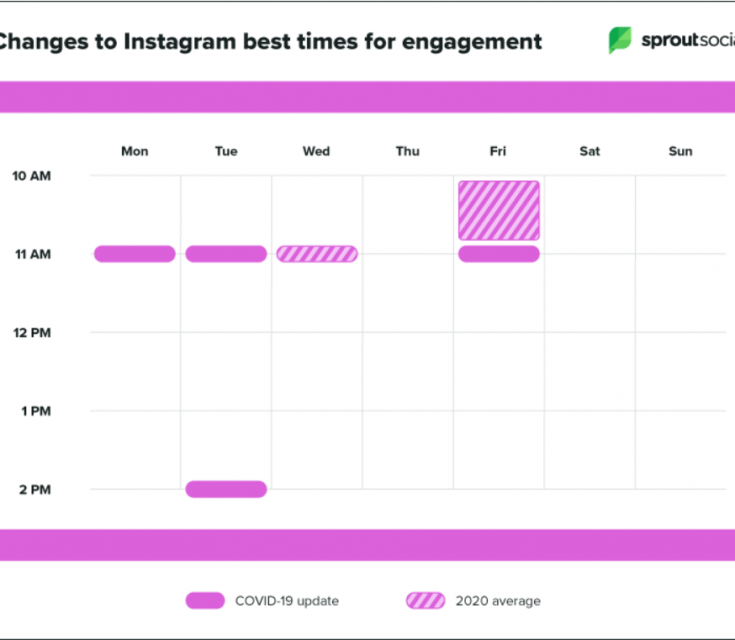 Changes to Instagram best times for engagement
sproutsocia
Mon Tue Wed Thu Fri Sat Sun
10 AM
11 AM
12 PM
1 PM
2 PM
COVID-19 update 2020 average